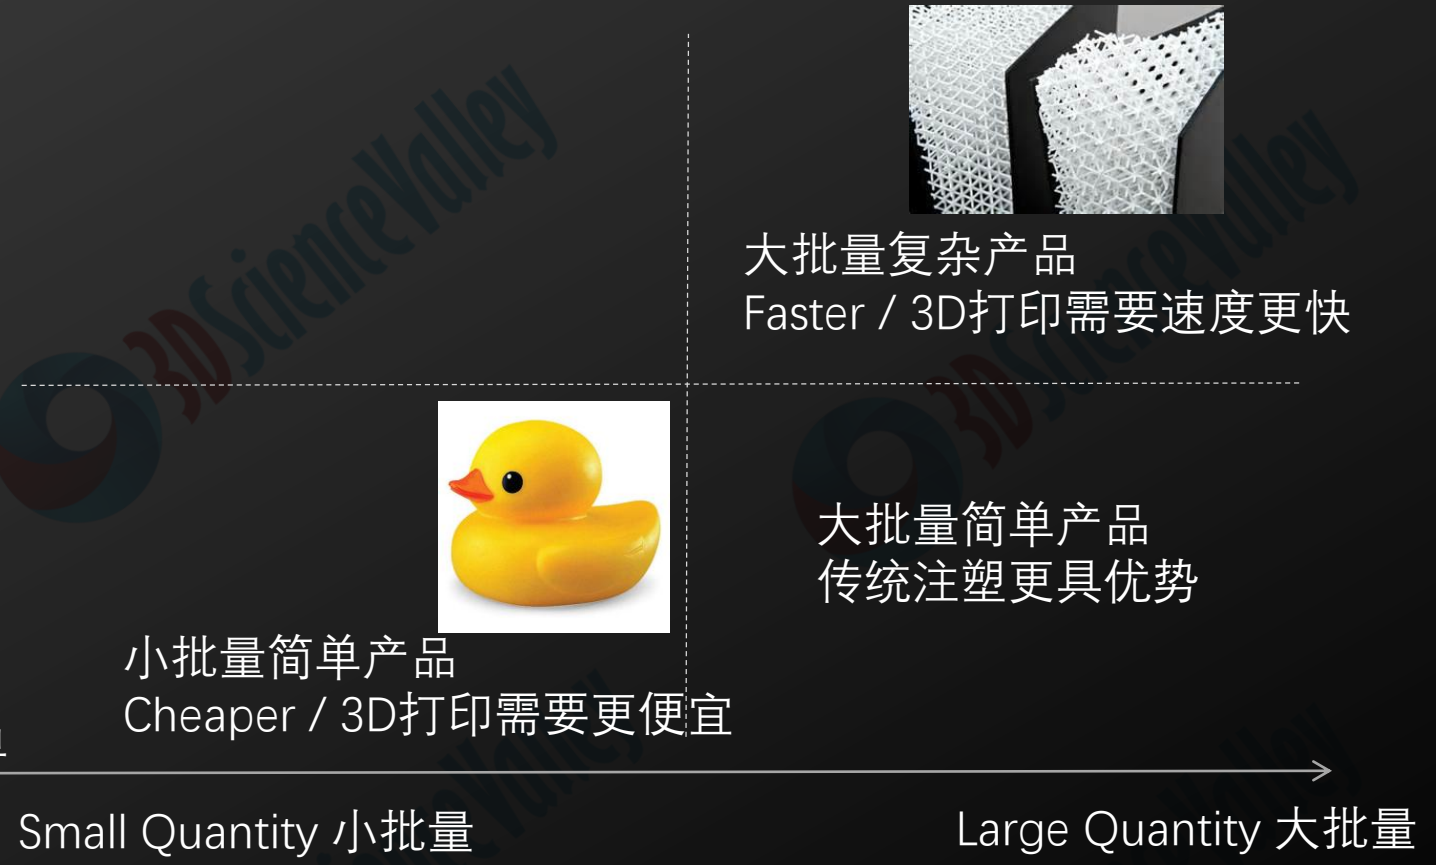 大批量复杂产品
Faster / 3D打印需要速度更快
大批量简单产品
传统注塑更具优势
小批量简单产品
Cheaper / 3D打印需要更便宜
Small Quantity 小批量
Large Quantity 大批量
3DScienceValley
3DScienceValley